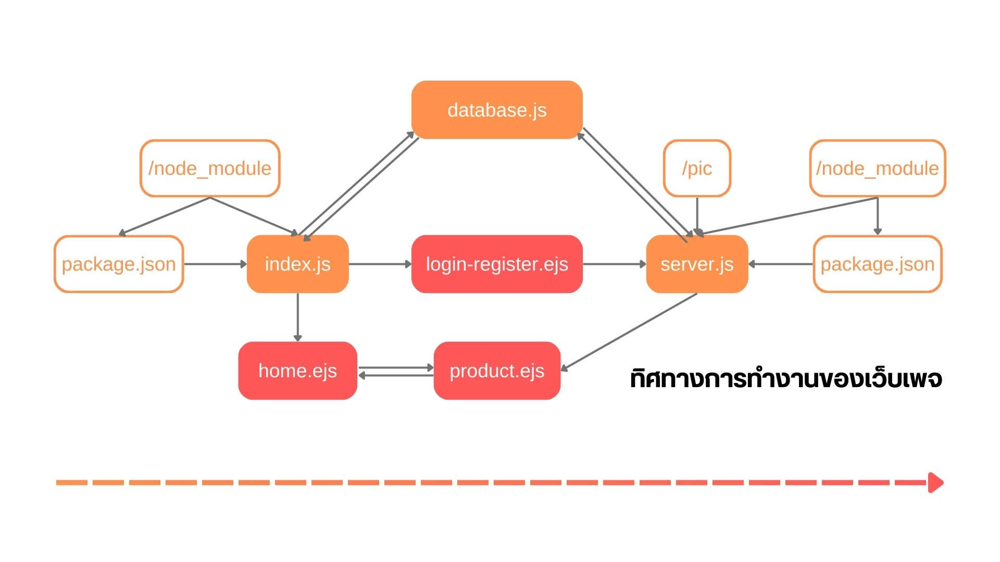 database.js
/node_module
/pic
/node_module
package.json
index.js
login-register.ejs
server.js
package.json
home.ejs
product.ejs
ทิศทางการทำงานของเว็บเพจ